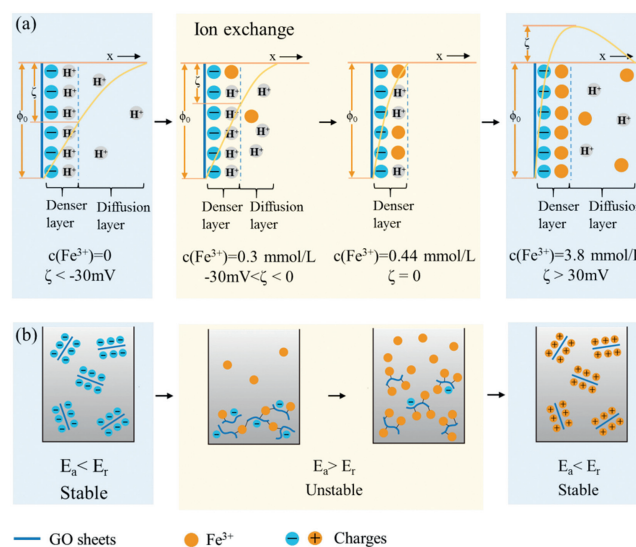 (a)
Ion exchange
x
x
x
x
ζ
ϕ0
H⁺
H⁺
H⁺
H⁺
H⁺
H⁺
H⁺
H⁺
H⁺
ζ
ϕ0
H⁺
H⁺
H⁺
H⁺
H⁺
H⁺
H⁺
ϕ0
H⁺
H⁺
H⁺
ζ
ϕ0
H⁺
H⁺
H⁺
Denser layer
Diffusion layer
Denser layer
Diffusion layer
Denser layer
Denser layer
Diffusion layer
c(Fe³⁺)=0
ζ < -30mV
c(Fe³⁺)=0.3 mmol/L
-30mV<ζ < 0
c(Fe³⁺)=0.44 mmol/L
ζ = 0
c(Fe³⁺)=3.8 mmol/L
ζ > 30mV
(b)
Ea< Er
Stable
Ea> Er
Unstable
Ea< Er
Stable
GO sheets
Fe³⁺
Charges